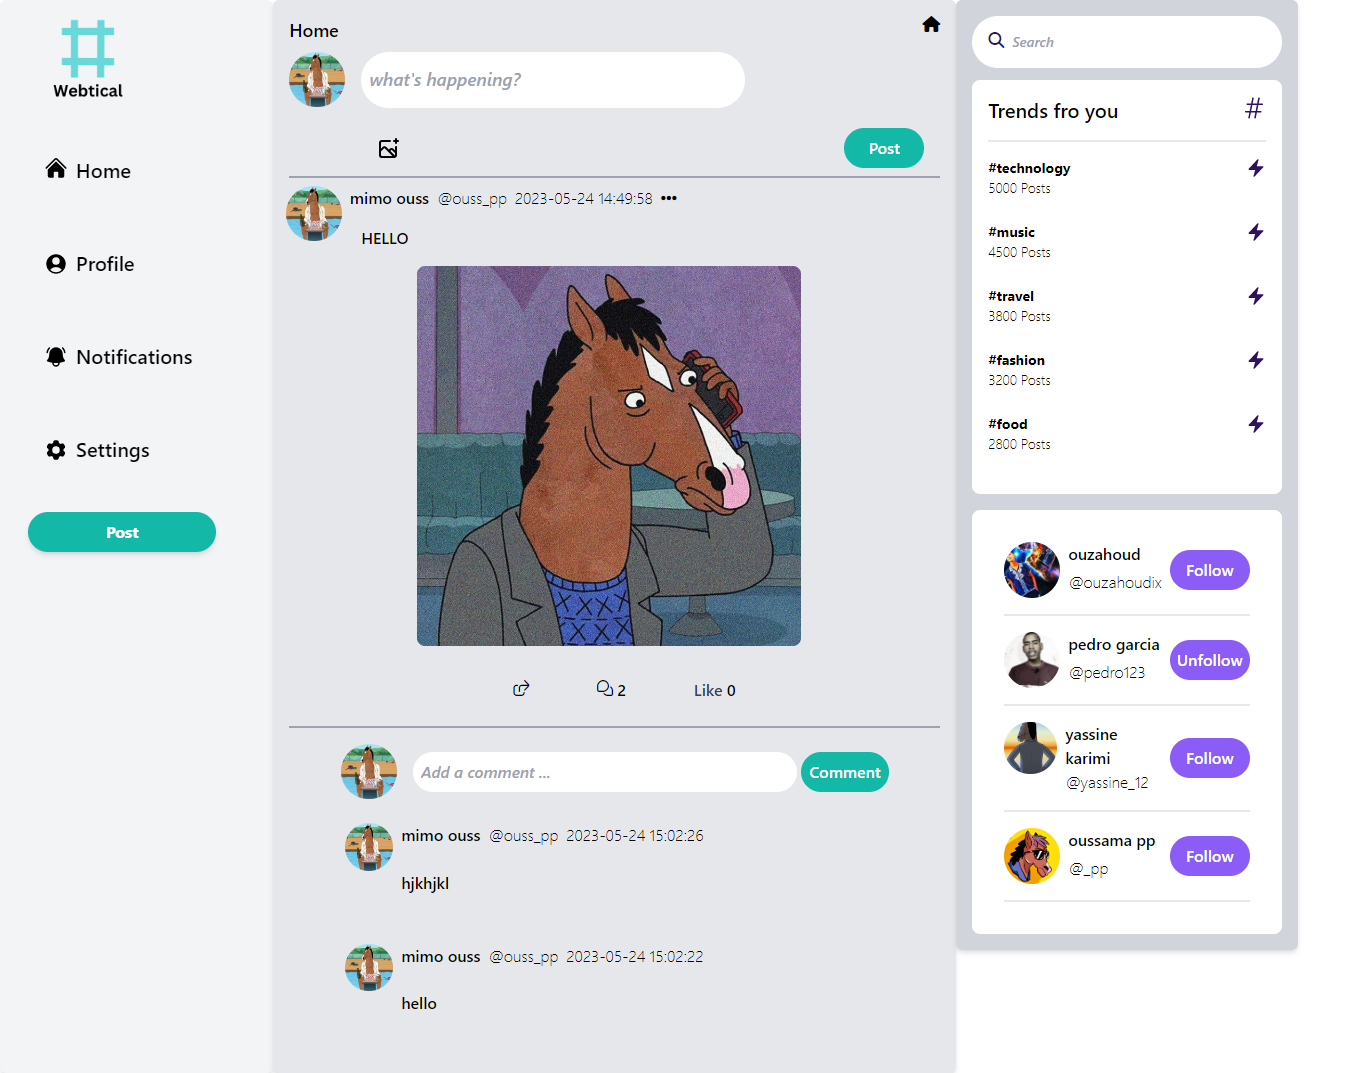 Webtical
Home
Profile
Notifications
Settings
Post
Home
what's happening?
Post
mimo ouss @ouss_pp 2023-05-24 14:49:58 •••
HELLO
2
Like 0
Add a comment ...
Comment
mimo ouss @ouss_pp 2023-05-24 15:02:26
hjkhjkl
mimo ouss @ouss_pp 2023-05-24 15:02:22
hello
Search
Trends fro you
#technology
5000 Posts
#music
4500 Posts
#travel
3800 Posts
#fashion
3200 Posts
#food
2800 Posts
ouzahoud
@ouzahoudix
Follow
pedro garcia
@pedro123
Unfollow
yassine
karimi
@yassine_12
Follow
oussama pp
@_pp
Follow